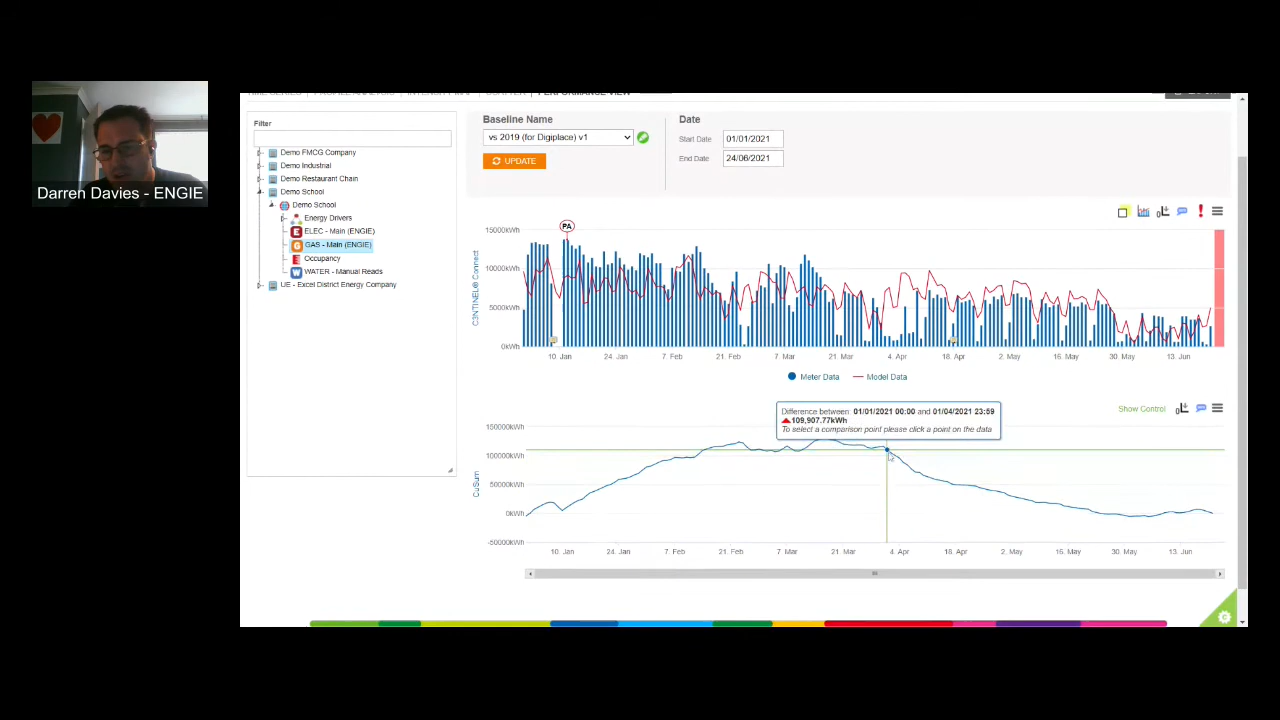 PERFORMANCE VIEW
Darren Davies - ENGIE
Filter
Demo FMCG Company
Demo Industrial
Demo Restaurant Chain
Demo School
Demo School
Energy Drivers
ELEC - Main (ENGIE)
GAS - Main (ENGIE)
Occupancy
WATER - Manual Reads
UE - Excel District Energy Company
Baseline Name
vs 2019 (for Digiplace) v1
UPDATE
Date
Start Date 01/01/2021
End Date 24/06/2021
PA
C3NTINEL® Connect
15000kWh
10000kWh
5000kWh
0kWh
10. Jan 24. Jan 7. Feb 21. Feb 7. Mar 21. Mar 4. Apr 18. Apr 2. May 16. May 30. May 13. Jun
Meter Data Model Data
Show Control
Difference between: 01/01/2021 00:00 and 01/04/2021 23:59
109,907.77kWh
To select a comparison point please click a point on the data
CuSum
150000kWh
100000kWh
50000kWh
0kWh
-50000kWh
10. Jan 24. Jan 7. Feb 21. Feb 7. Mar 21. Mar 4. Apr 18. Apr 2. May 16. May 30. May 13. Jun